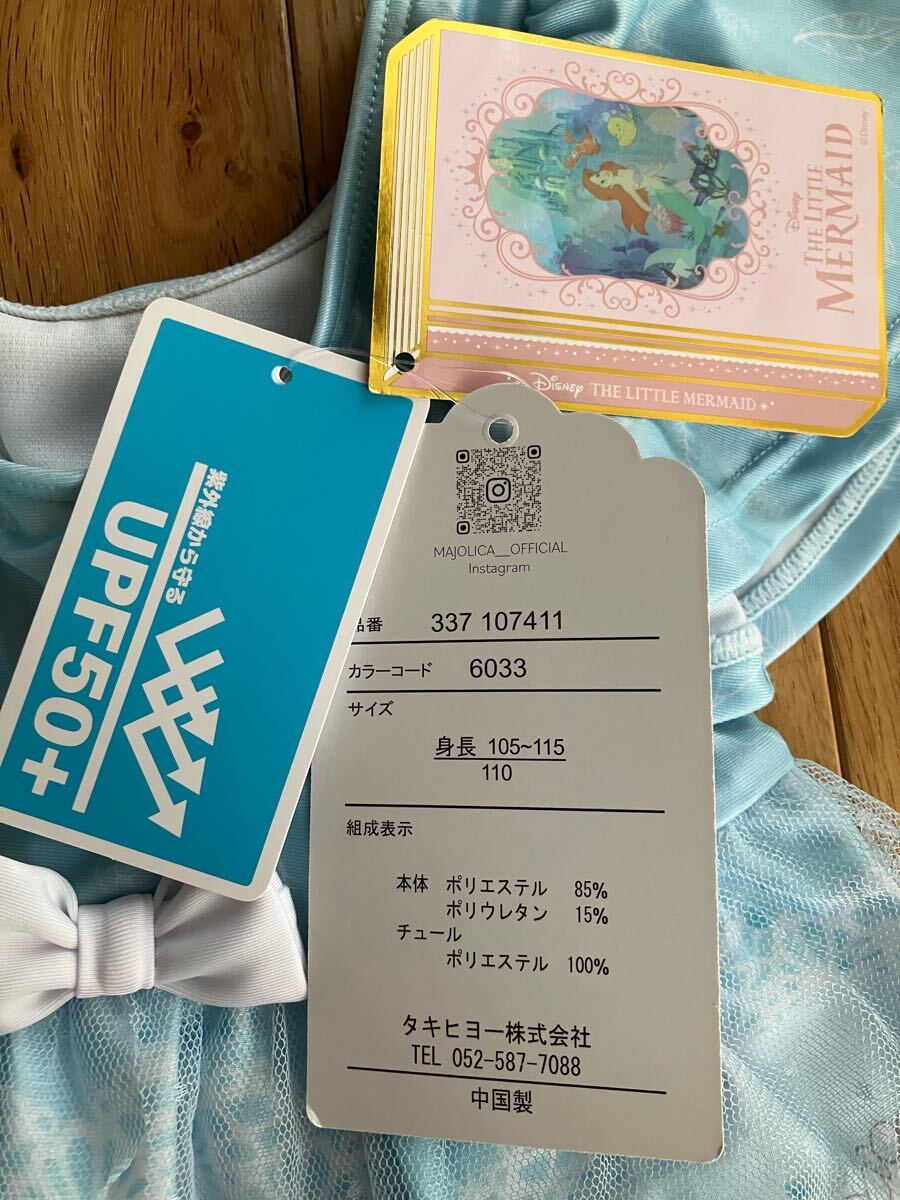 Disney
THE LITTLE
MERMAID
©Disney
Disney THE LITTLE MERMAID
紫外線から守る
UPF50+
MAJOLICA__OFFICIAL
Instagram
品番 337 107411
カラーコード 6033
サイズ
身長 105~115
110
組成表示
本体 ポリエステル 85%
ポリウレタン 15%
チュール
ポリエステル 100%
タキヒヨー株式会社
TEL 052-587-7088
中国製